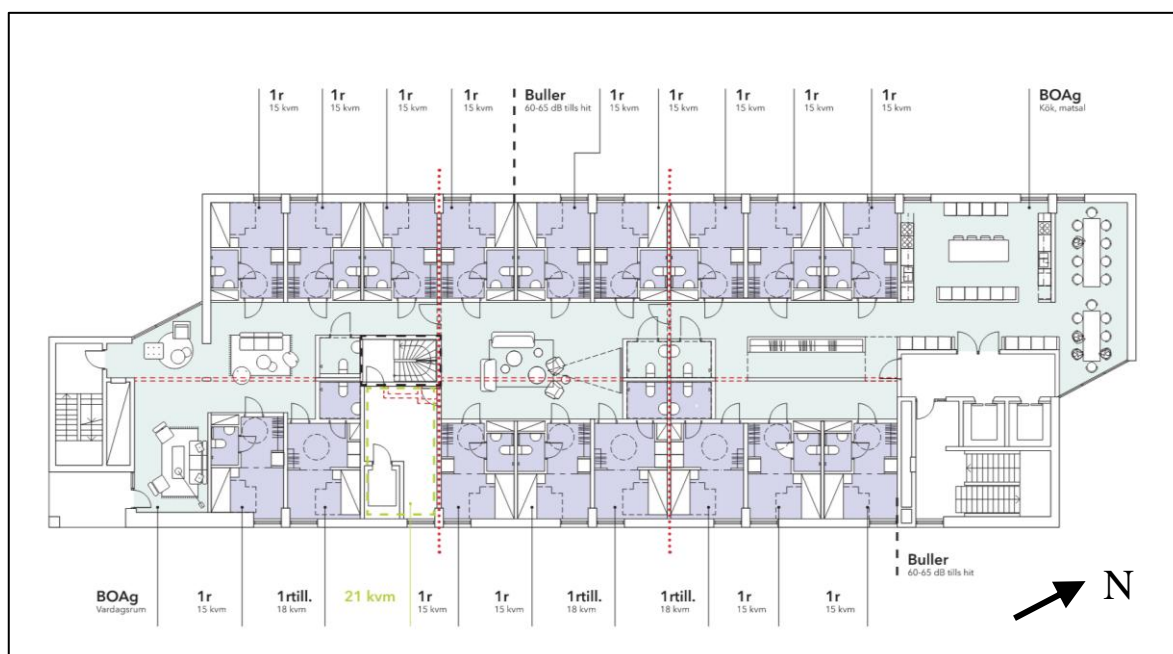 1r
15 kvm
1r
15 kvm
1r
15 kvm
1r
15 kvm
Buller
60-65 dB tills hit
1r
15 kvm
1r
15 kvm
1r
15 kvm
1r
15 kvm
1r
15 kvm
BOAg
Kök, matsal
BOAg
Vardagsrum
1r
15 kvm
1rtill.
18 kvm
21 kvm
1r
15 kvm
1r
15 kvm
1rtill.
18 kvm
1rtill.
18 kvm
1r
15 kvm
1r
15 kvm
Buller
60-65 dB tills hit
N